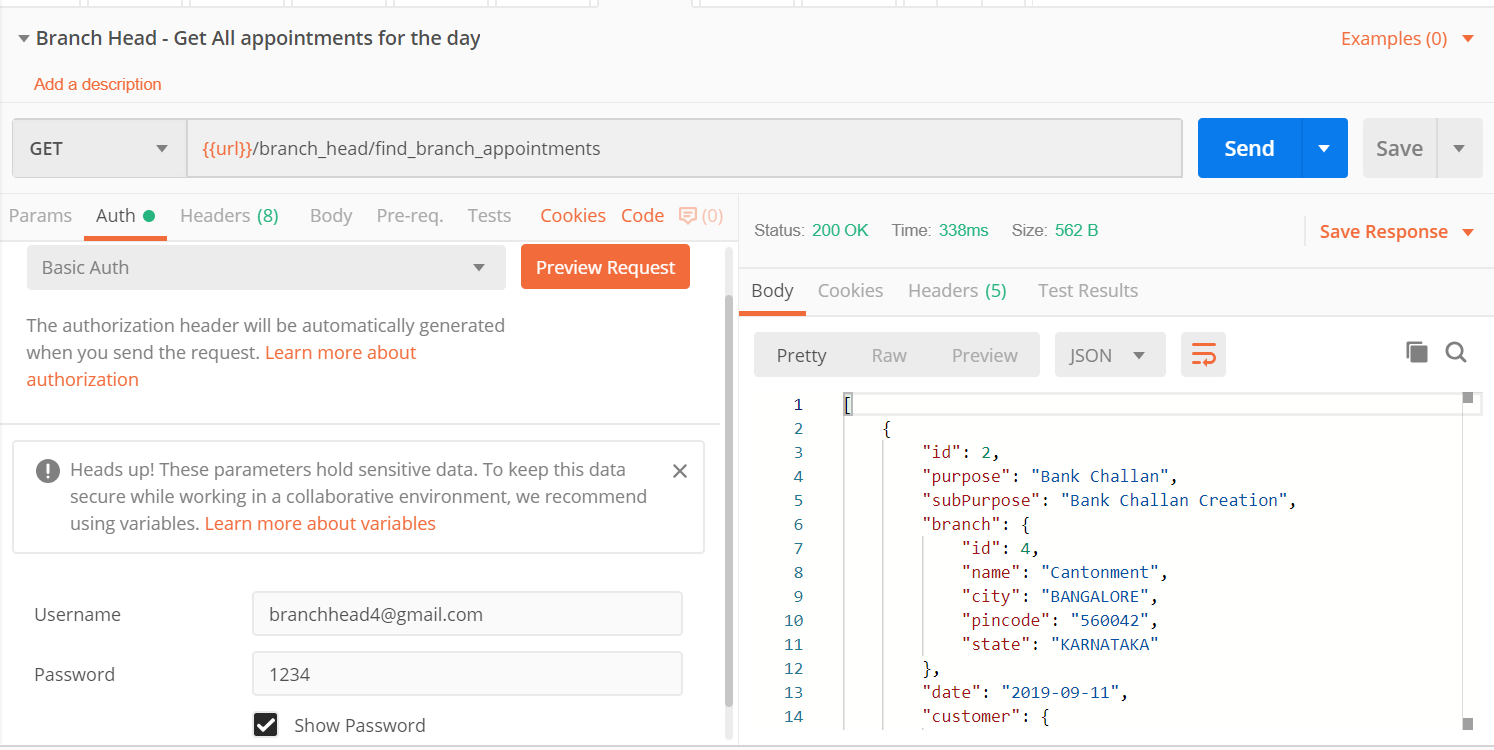 Branch Head - Get All appointments for the day
Examples (0)
Add a description
GET
{{url}}/branch_head/find_branch_appointments
Send
Save
Params Auth Headers (8) Body Pre-req. Tests Cookies Code (0)
Basic Auth
Preview Request
The authorization header will be automatically generated
when you send the request. Learn more about
authorization
Heads up! These parameters hold sensitive data. To keep this data
secure while working in a collaborative environment, we recommend
using variables. Learn more about variables
Username branchhead4@gmail.com
Password 1234
Show Password
Status: 200 OK Time: 338ms Size: 562 B
Save Response
Body Cookies Headers (5) Test Results
Pretty Raw Preview JSON
1 [
2 {
3 "id": 2,
4 "purpose": "Bank Challan",
5 "subPurpose": "Bank Challan Creation",
6 "branch": {
7 "id": 4,
8 "name": "Cantonment",
9 "city": "BANGALORE",
10 "pincode": "560042",
11 "state": "KARNATAKA"
12 },
13 "date": "2019-09-11",
14 "customer": {